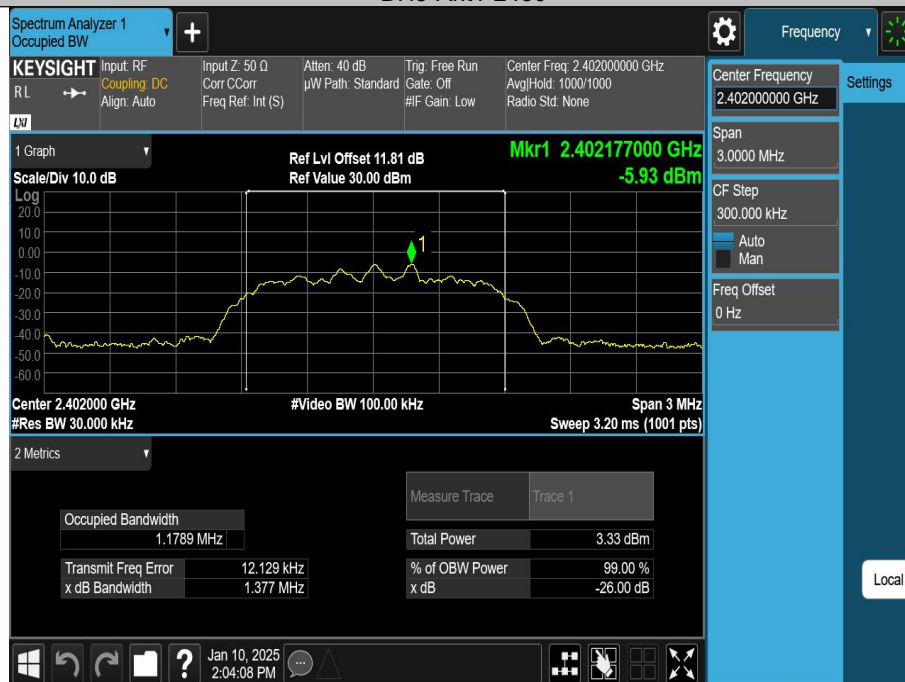 Spectrum Analyzer 1
Occupied BW
Frequency
KEYSIGHT
RL
LXI
Input: RF
Coupling: DC
Align: Auto
Input Z: 50 Ω
Corr CCorr
Freq Ref: Int (S)
Atten: 40 dB
µW Path: Standard
Trig: Free Run
Gate: Off
#IF Gain: Low
Center Freq: 2.402000000 GHz
Avg|Hold: 1000/1000
Radio Std: None
1 Graph
Scale/Div 10.0 dB
Ref Lvl Offset 11.81 dB
Ref Value 30.00 dBm
Mkr1 2.402177000 GHz
-5.93 dBm
Log
20.0
10.0
0.00
-10.0
-20.0
-30.0
-40.0
-50.0
-60.0
1
Center 2.402000 GHz
#Res BW 30.000 kHz
#Video BW 100.00 kHz
Span 3 MHz
Sweep 3.20 ms (1001 pts)
2 Metrics
Measure Trace
Trace 1
Occupied Bandwidth
1.1789 MHz
Total Power
3.33 dBm
Transmit Freq Error
12.129 kHz
% of OBW Power
99.00 %
x dB Bandwidth
1.377 MHz
x dB
-26.00 dB
Jan 10, 2025
2:04:08 PM
Center Frequency
2.402000000 GHz
Settings
Span
3.0000 MHz
CF Step
300.000 kHz
Auto
Man
Freq Offset
0 Hz
Local